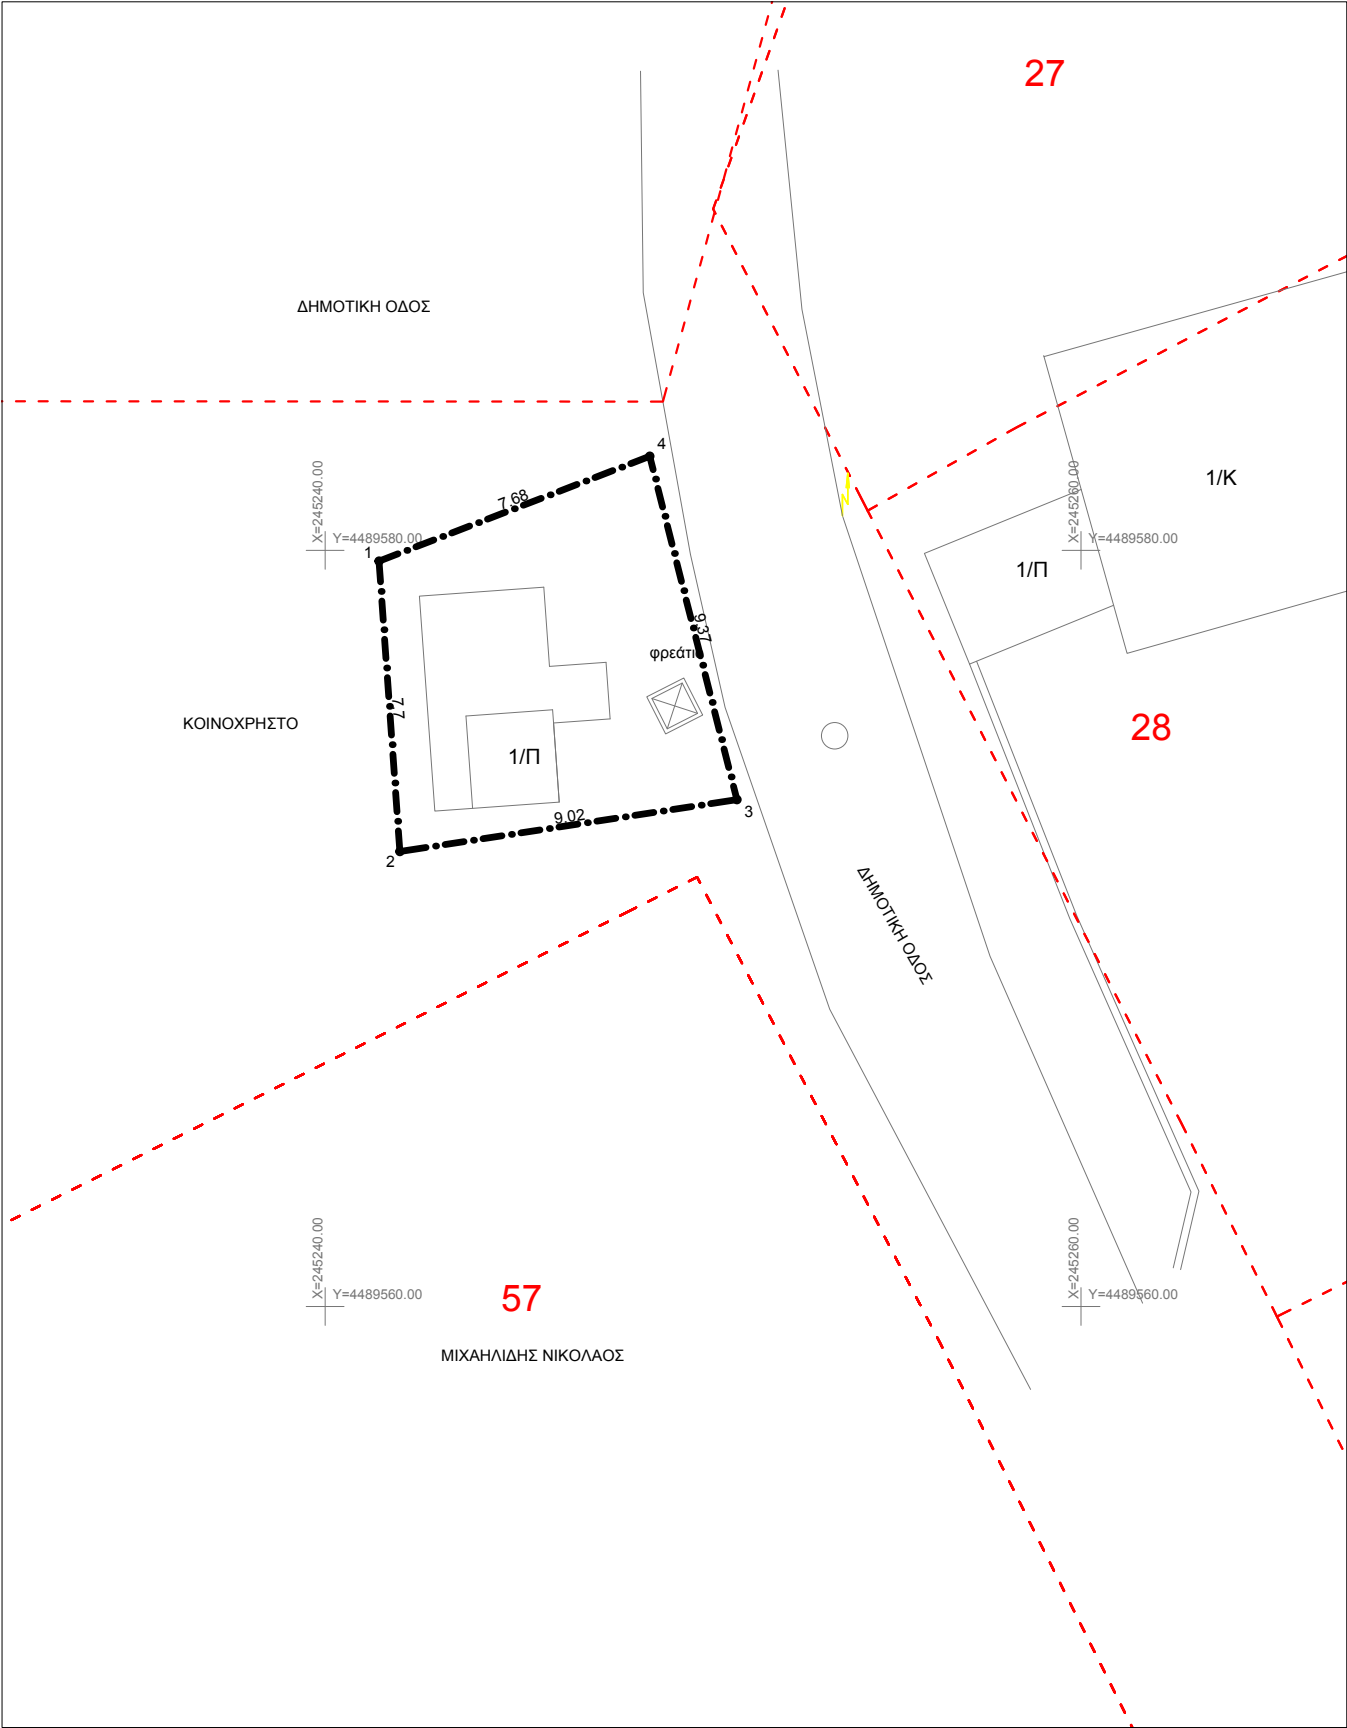 27
ΔΗΜΟΤΙΚΗ ΟΔΟΣ
4
X=245240.00
Y=4489580.00
7.68
1
X=245260.00
Y=4489580.00
1/Κ
1/Π
9.37
φρεάτι
7.7
ΚΟΙΝΟΧΡΗΣΤΟ
1/Π
28
9.02
3
2
ΔΗΜΟΤΙΚΗ ΟΔΟΣ
X=245240.00
Y=4489560.00
57
X=245260.00
Y=4489560.00
ΜΙΧΑΗΛΙΔΗΣ ΝΙΚΟΛΑΟΣ